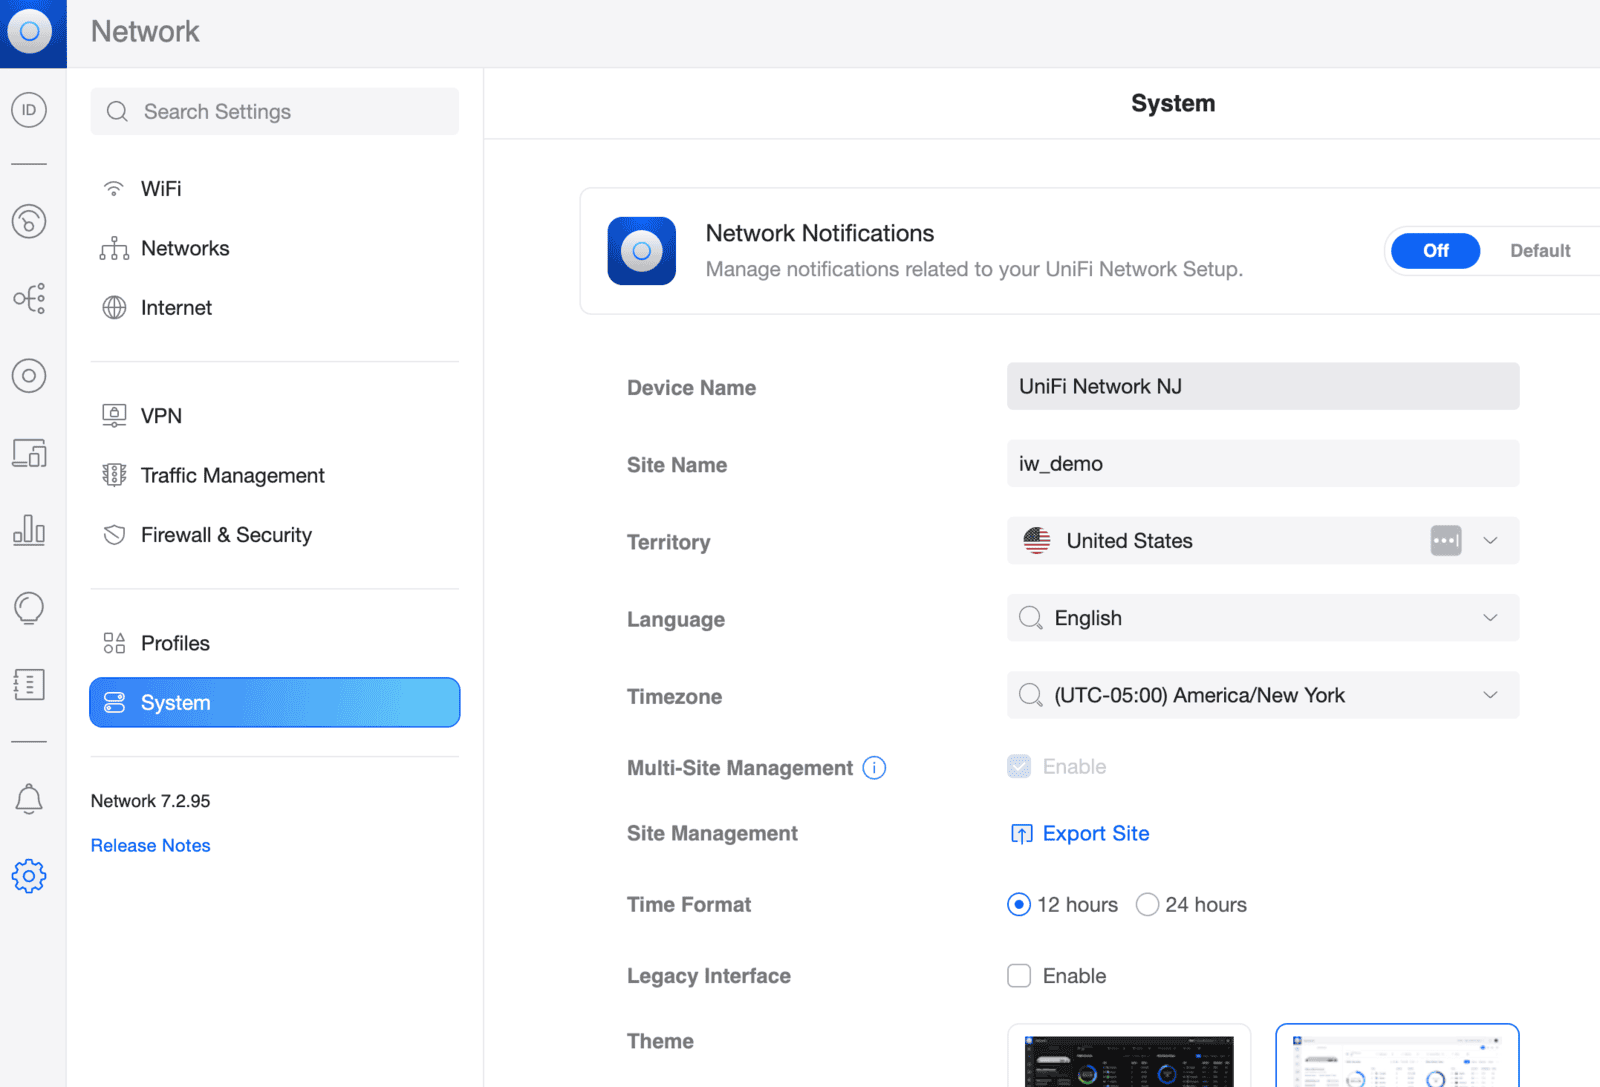 Network
ID
Search Settings
WiFi
Networks
Internet
VPN
Traffic Management
Firewall & Security
Profiles
System
Network 7.2.95
Release Notes
System
Network Notifications
Manage notifications related to your UniFi Network Setup.
Off Default
Device Name UniFi Network NJ
Site Name iw_demo
Territory United States
Language English
Timezone (UTC-05:00) America/New York
Multi-Site Management Enable
Site Management Export Site
Time Format 12 hours 24 hours
Legacy Interface Enable
Theme